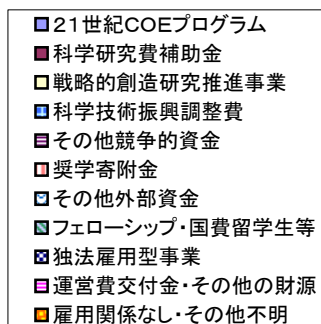 21世紀COEプログラム
科学研究費補助金
戦略的創造研究推進事業
科学技術振興調整費
その他競争的資金
奨学寄附金
その他外部資金
フェローシップ・国費留学生等
独法雇用型事業
運営費交付金・その他の財源
雇用関係なし・その他不明